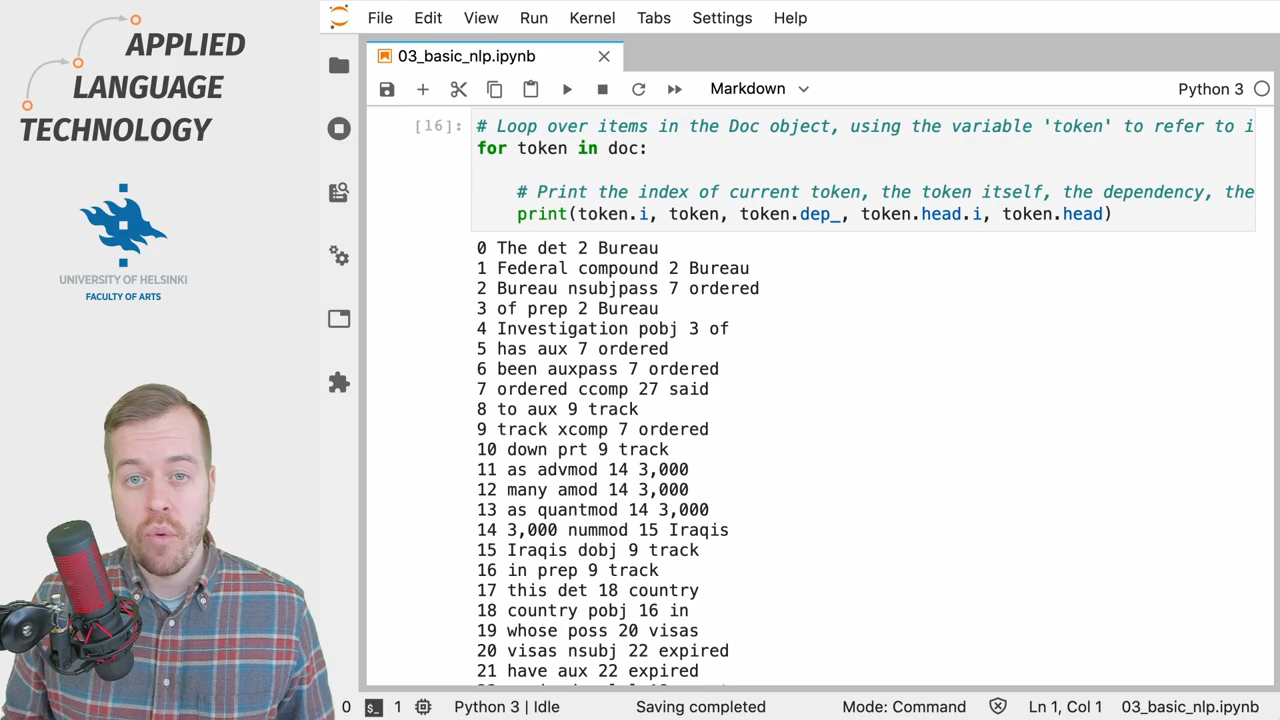 APPLIED
LANGUAGE
TECHNOLOGY
UNIVERSITY OF HELSINKI
FACULTY OF ARTS
File Edit View Run Kernel Tabs Settings Help
03_basic_nlp.ipynb
Markdown
Python 3
[16]:
# Loop over items in the Doc object, using the variable 'token' to refer to i
for token in doc:
# Print the index of current token, the token itself, the dependency, the
print(token.i, token, token.dep_, token.head.i, token.head)
0 The det 2 Bureau
1 Federal compound 2 Bureau
2 Bureau nsubjpass 7 ordered
3 of prep 2 Bureau
4 Investigation pobj 3 of
5 has aux 7 ordered
6 been auxpass 7 ordered
7 ordered ccomp 27 said
8 to aux 9 track
9 track xcomp 7 ordered
10 down prt 9 track
11 as advmod 14 3,000
12 many amod 14 3,000
13 as quantmod 14 3,000
14 3,000 nummod 15 Iraqis
15 Iraqis dobj 9 track
16 in prep 9 track
17 this det 18 country
18 country pobj 16 in
19 whose poss 20 visas
20 visas nsubj 22 expired
21 have aux 22 expired
0 $_ 1 Python 3 | Idle Saving completed Mode: Command Ln 1, Col 1 03_basic_nlp.ipynb